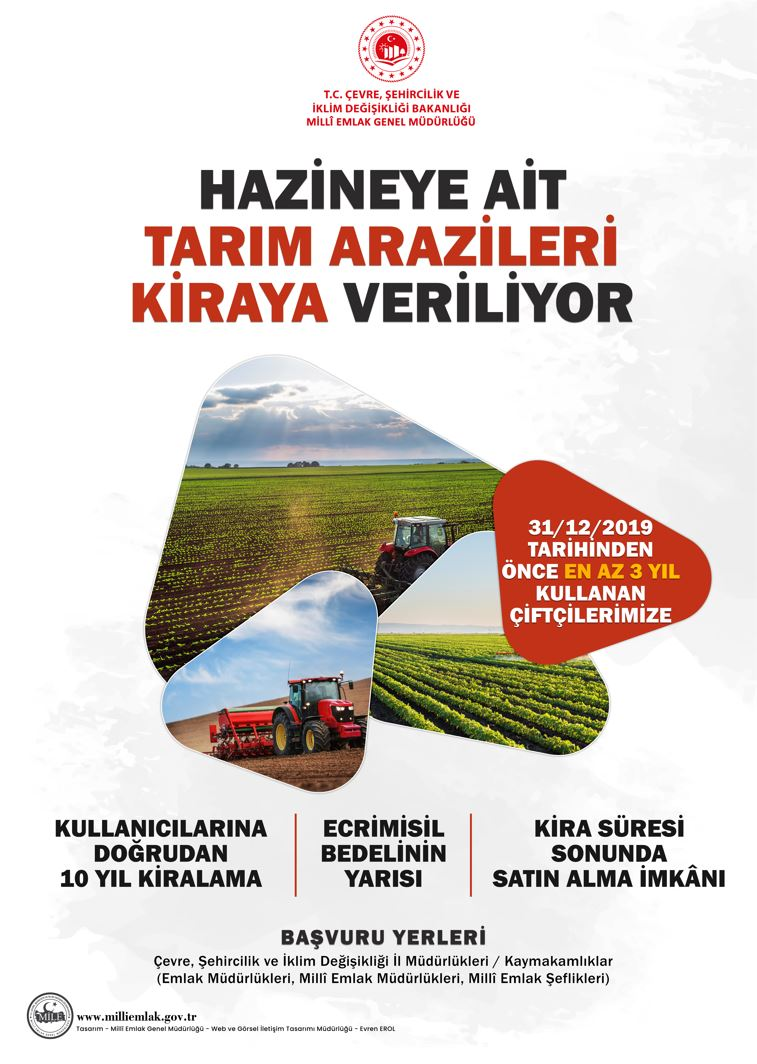 T.C. ÇEVRE, ŞEHİRCİLİK VE
İKLİM DEĞİŞİKLİĞİ BAKANLIĞI
MİLLÎ EMLAK GENEL MÜDÜRLÜĞÜ
HAZİNEYE AİT
TARIM ARAZİLERİ
KİRAYA VERİLİYOR
31/12/2019
TARİHİNDEN
ÖNCE EN AZ 3 YIL
KULLANAN
ÇİFTÇİLERİMİZE
KULLANICILARINA
DOĞRUDAN
10 YIL KİRALAMA
ECRİMİSİL
BEDELİNİN
YARISI
KİRA SÜRESİ
SONUNDA
SATIN ALMA İMKÂNI
BAŞVURU YERLERİ
Çevre, Şehircilik ve İklim Değişikliği İl Müdürlükleri / Kaymakamlıklar
(Emlak Müdürlükleri, Millî Emlak Müdürlükleri, Millî Emlak Şeflikleri)
MİLE
www.milliemlak.gov.tr
Tasarım - Millî Emlak Genel Müdürlüğü - Web ve Görsel İletişim Tasarımı Müdürlüğü - Evren EROL